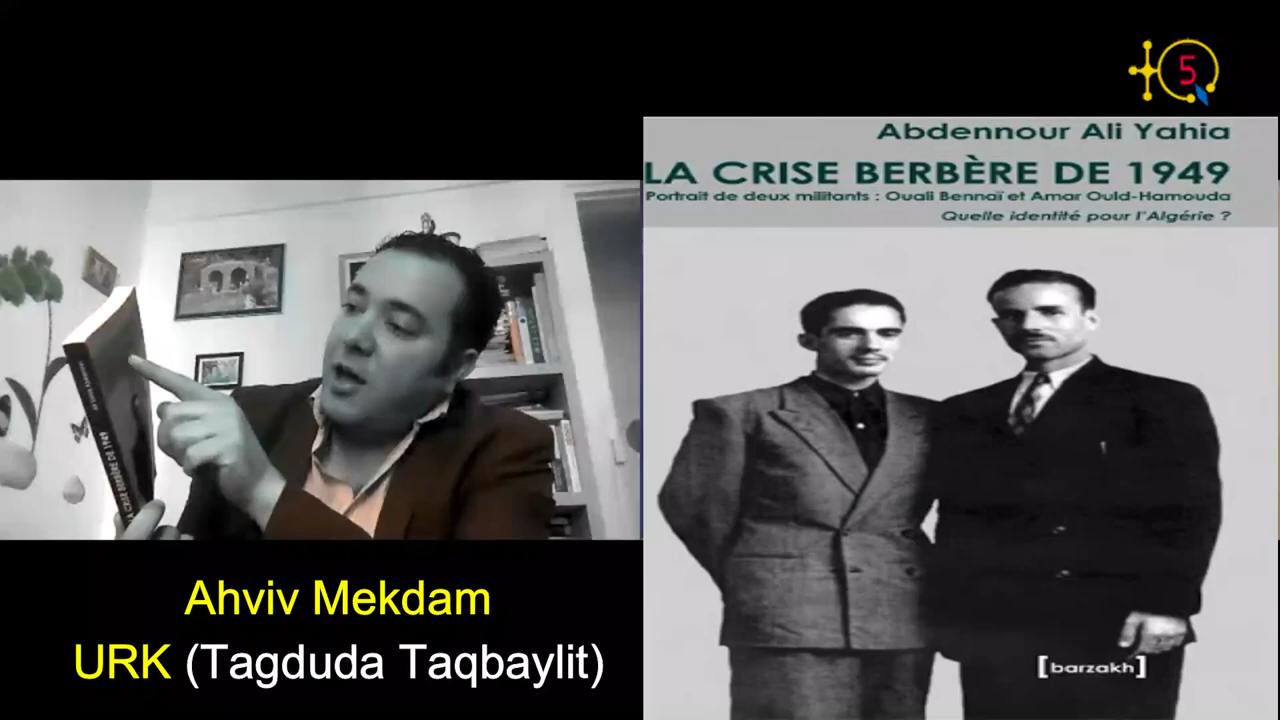 5
Abdennour Ali Yahia
LA CRISE BERBÈRE DE 1949
Portrait de deux militants : Ouali Bennaï et Amar Ould-Hamouda
Quelle identité pour l'Algérie ?
LA CRISE BERBÈRE DE 1949
[barzakh]
Ahviv Mekdam
URK (Tagduda Taqbaylit)